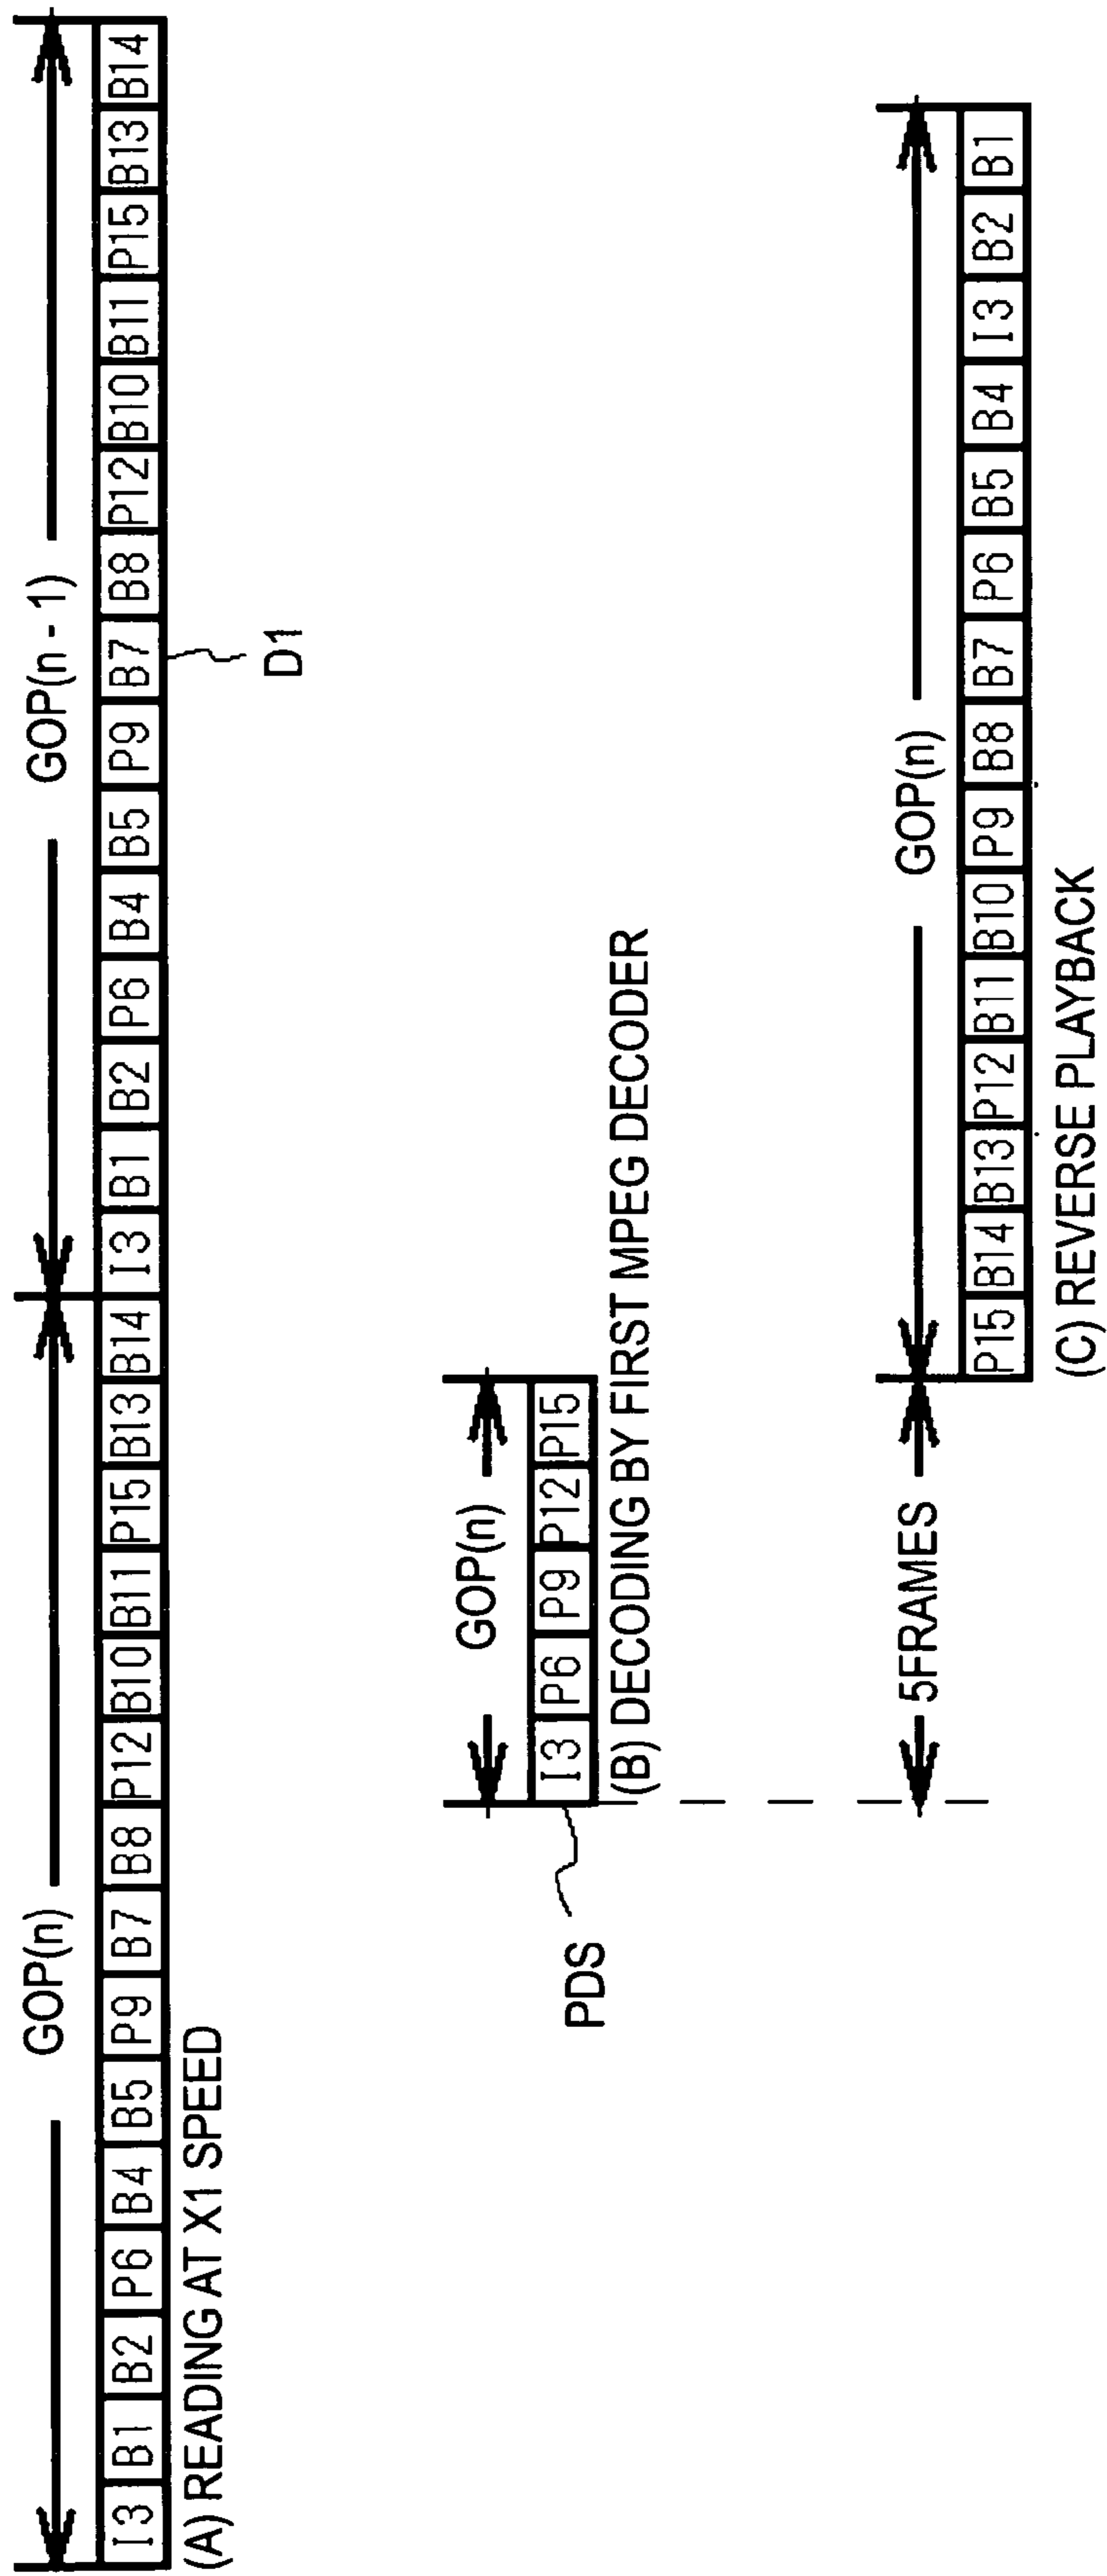 GOP(n) GOP(n - 1)
I3 B1 B2 P6 B4 B5 P9 B7 B8 P12 B10 B11 P15 B13 B14 I3 B1 B2 P6 B4 B5 P9 B7 B8 P12 B10 B11 P15 B13 B14
(A) READING AT X1 SPEED
D1
GOP(n)
I3 P6 P9 P12 P15
PDS
(B) DECODING BY FIRST MPEG DECODER
5FRAMES GOP(n)
P15 B14 B13 P12 B11 B10 P9 B8 B7 P6 B5 B4 I3 B2 B1
(C) REVERSE PLAYBACK